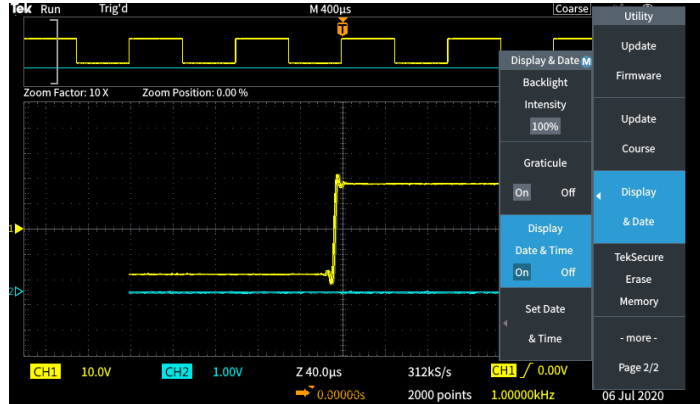 Tek Run Trig'd M 400µs Coarse
T
Zoom Factor: 10 X Zoom Position: 0.00 %
1
2
CH1 10.0V CH2 1.00V Z 40.0µs 312kS/s CH1 0.00V
T 0.00000s 2000 points 1.00000kHz 06 Jul 2020
Display & Date M
Backlight
Intensity
100%
Graticule
On Off
Display
Date & Time
On Off
Set Date
& Time
Utility
Update
Firmware
Update
Course
Display
& Date
TekSecure
Erase
Memory
- more -
Page 2/2